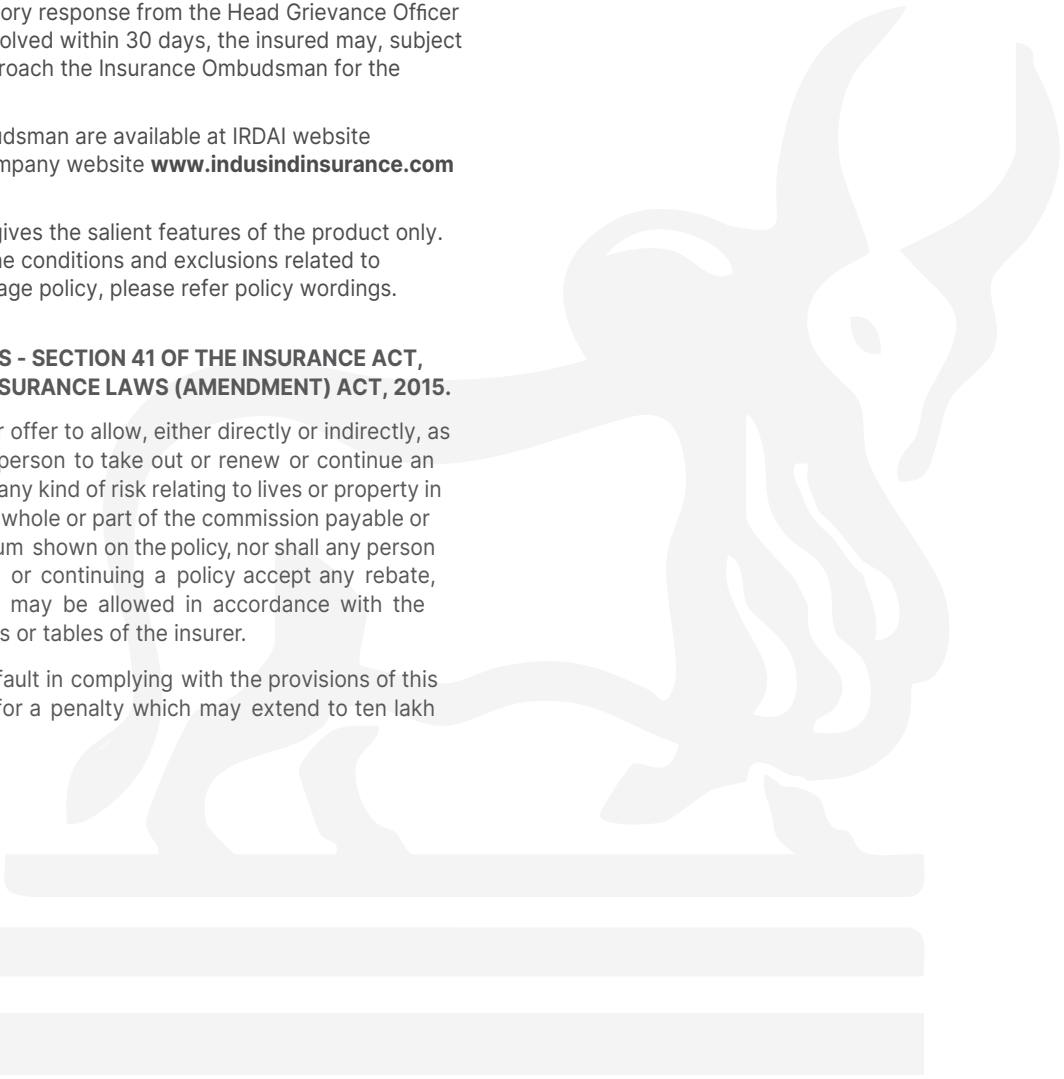 ory response from the Head Grievance Officer
olved within 30 days, the insured may, subject
roach the Insurance Ombudsman for the
udsman are available at IRDAI website
mpany website www.indusindinsurance.com
gives the salient features of the product only.
ne conditions and exclusions related to
age policy, please refer policy wordings.
S - SECTION 41 OF THE INSURANCE ACT,
SURANCE LAWS (AMENDMENT) ACT, 2015.
r offer to allow, either directly or indirectly, as
person to take out or renew or continue an
any kind of risk relating to lives or property in
whole or part of the commission payable or
um shown on the policy, nor shall any person
or continuing a policy accept any rebate,
may be allowed in accordance with the
s or tables of the insurer.
fault in complying with the provisions of this
for a penalty which may extend to ten lakh